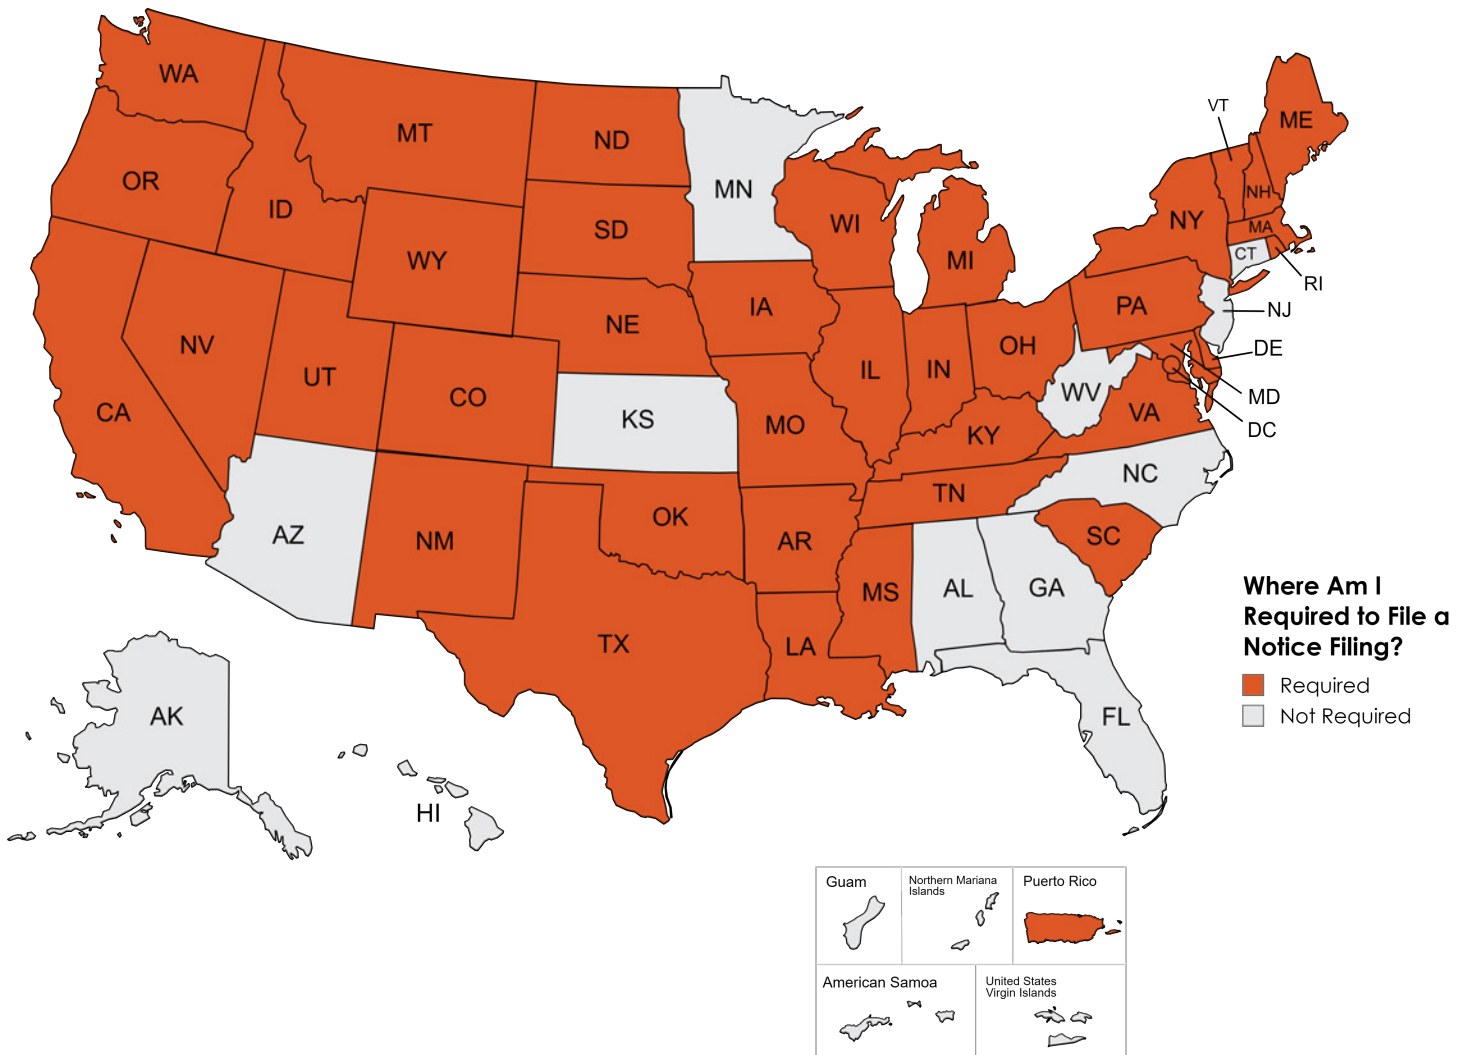 WA
OR
CA
NV
ID
MT
WY
UT
CO
AZ
NM
ND
SD
NE
KS
OK
TX
MN
IA
MO
AR
LA
WI
IL
MI
IN
OH
KY
TN
MS
AL
GA
FL
SC
NC
VA
WV
PA
NY
VT
NH
ME
MA
CT
RI
NJ
DE
MD
DC
AK
HI
Where Am I
Required to File a
Notice Filing?
Required
Not Required
Guam
Northern Mariana
Islands
Puerto Rico
American Samoa
United States
Virgin Islands